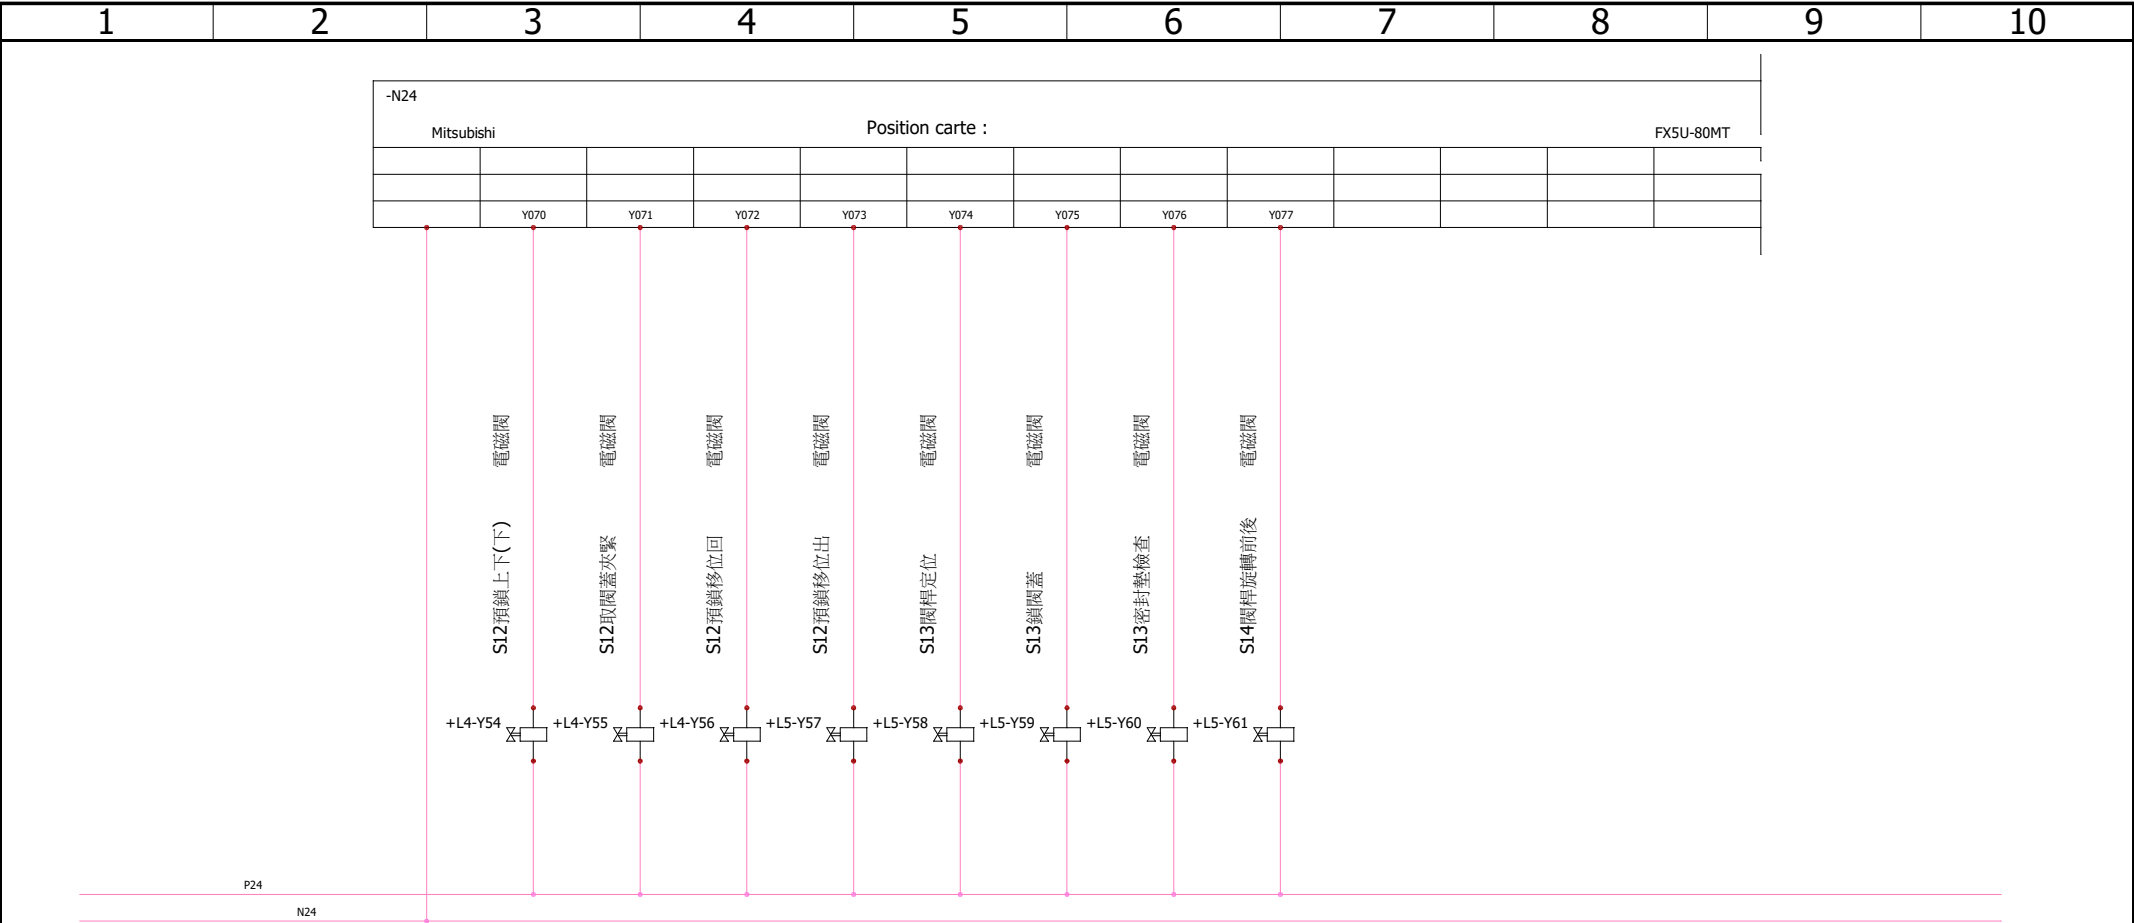 1 2 3 4 5 6 7 8 9 10
-N24
Mitsubishi Position carte : FX5U-80MT
Y070 Y071 Y072 Y073 Y074 Y075 Y076 Y077
S12預鎖上下(下) 電磁閥
S12取閥蓋夾緊 電磁閥
S12預鎖移位回 電磁閥
S12預鎖移位出 電磁閥
S13閥桿定位 電磁閥
S13鎖閥蓋 電磁閥
S13密封墊檢查 電磁閥
S14閥桿旋轉前後 電磁閥
+L4-Y54 +L4-Y55 +L4-Y56 +L5-Y57 +L5-Y58 +L5-Y59 +L5-Y60 +L5-Y61
P24
N24